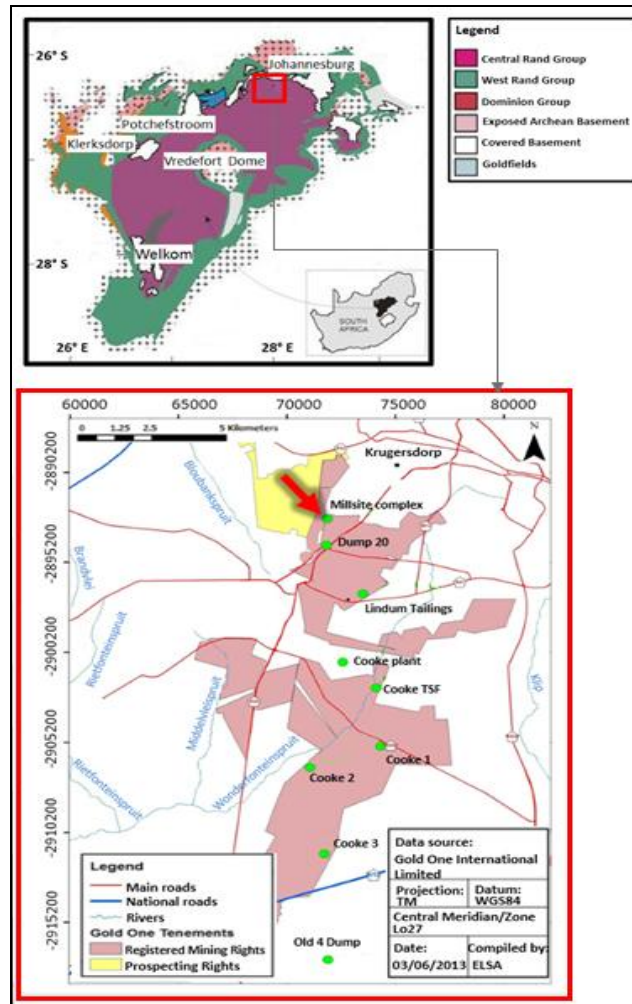 26° S
Johannesburg
Potchefstroom
Klerksdorp
Vredefort Dome
Welkom
28° S
SOUTH
AFRICA
26° E
28° E
Legend
Central Rand Group
West Rand Group
Dominion Group
Exposed Archean Basement
Covered Basement
Goldfields
60000 65000 70000 75000 80000
0 1.25 2.5 5 Kilometers
N
-2890200
-2895200
-2900200
-2905200
-2910200
-2915200
Krugersdorp
Bloubankspruit
Millsite complex
Dump 20
Brandvlei
Lindum Tailings
Rietfonteinspruit
Cooke plant
Cooke TSF
Klip
Middelvleispruit
Wonderfonteinspruit
Cooke 1
Rietfonteinspruit
Cooke 2
Cooke 3
Old 4 Dump
Legend
Main roads
National roads
Rivers
Gold One Tenements
Registered Mining Rights
Prospecting Rights
Data source:
Gold One International
Limited
Projection: Datum:
TM WGS84
Central Meridian/Zone
Lo27
Date: Compiled by:
03/06/2013 ELSA